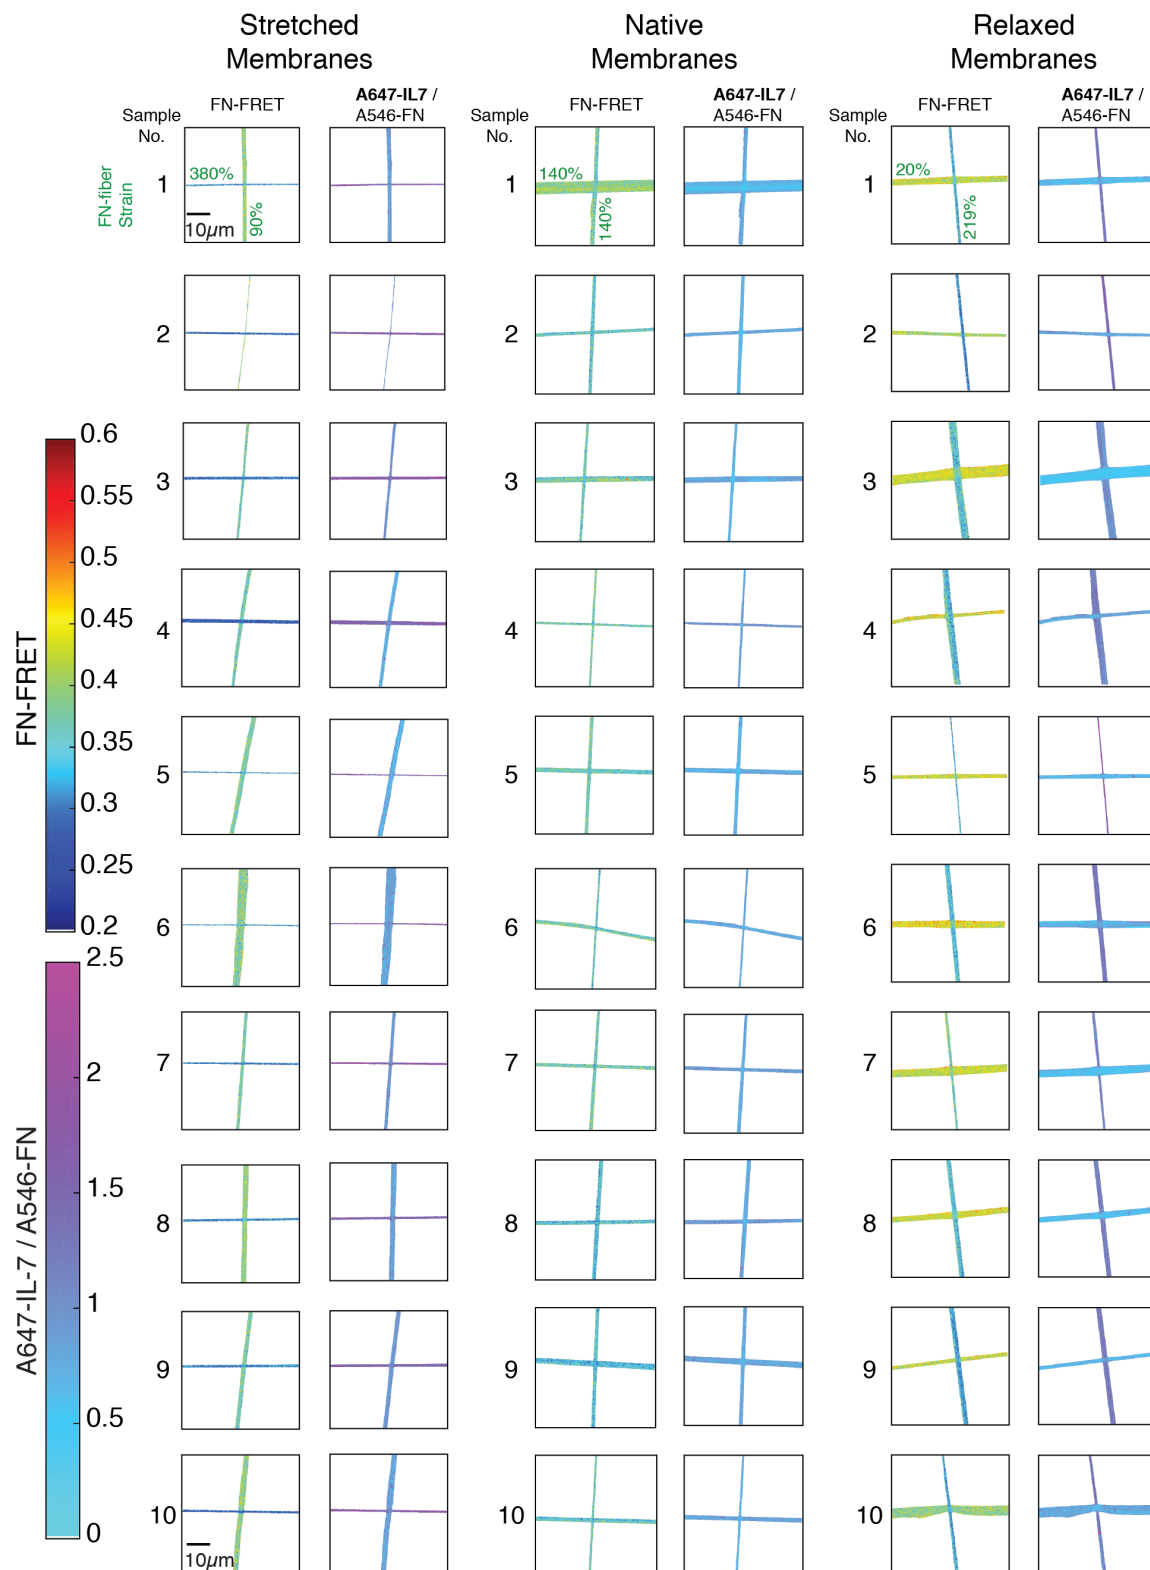 Stretched
Membranes
Native
Membranes
Relaxed
Membranes
Sample
No.
FN-FRET
A647-IL7 /
A546-FN
Sample
No.
FN-FRET
A647-IL7 /
A546-FN
Sample
No.
FN-FRET
A647-IL7 /
A546-FN
FN-fiber
Strain
1
380%
90%
10µm
1
140%
140%
1
20%
219%
2
2
2
3
3
3
4
4
4
5
5
5
6
6
6
7
7
7
8
8
8
9
9
9
10
10µm
10
10
FN-FRET
0.6
0.55
0.5
0.45
0.4
0.35
0.3
0.25
0.2
A647-IL-7 / A546-FN
2.5
2
1.5
1
0.5
0